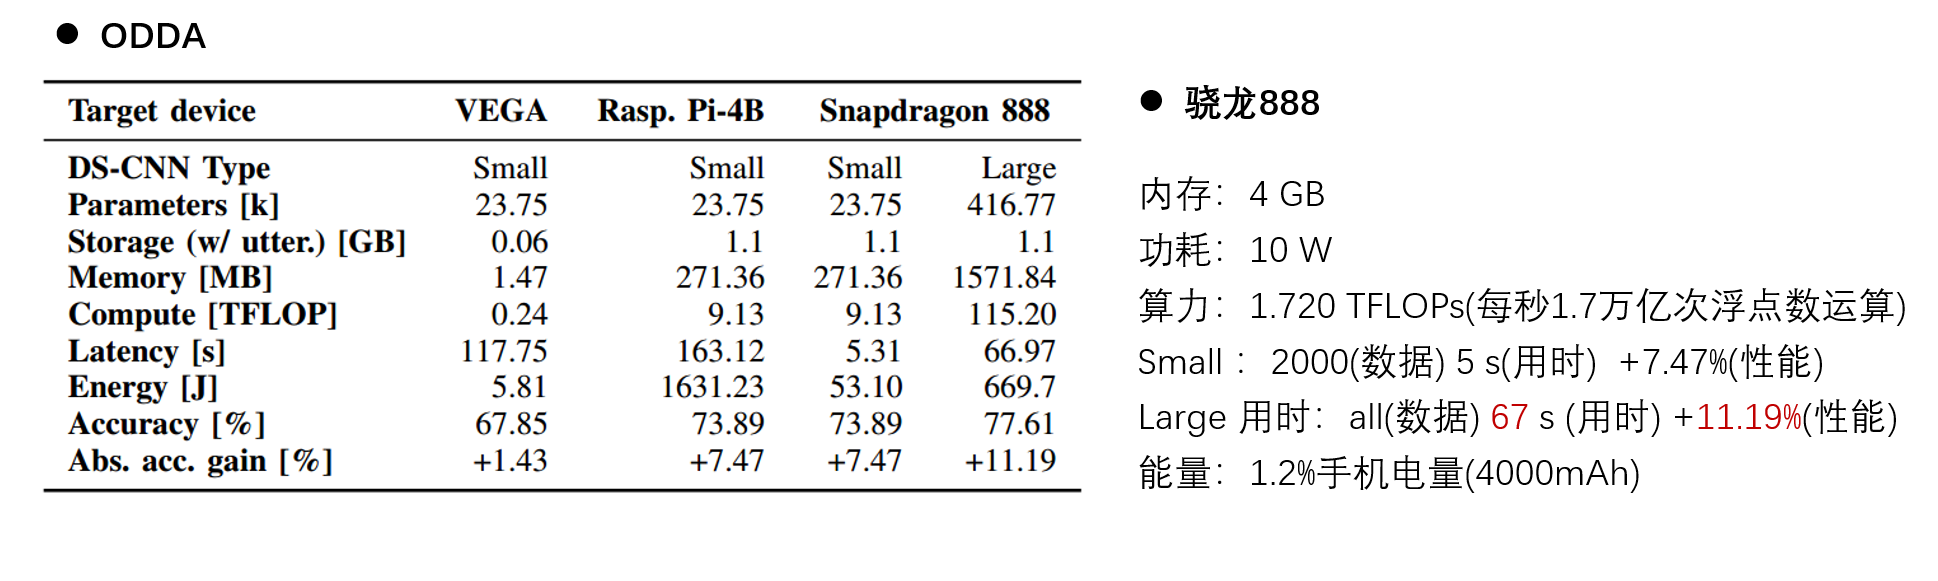 ● ODDA
Target device VEGA Rasp. Pi-4B Snapdragon 888
DS-CNN Type Small Small Small Large
Parameters [k] 23.75 23.75 23.75 416.77
Storage (w/ utter.) [GB] 0.06 1.1 1.1 1.1
Memory [MB] 1.47 271.36 271.36 1571.84
Compute [TFLOP] 0.24 9.13 9.13 115.20
Latency [s] 117.75 163.12 5.31 66.97
Energy [J] 5.81 1631.23 53.10 669.7
Accuracy [%] 67.85 73.89 73.89 77.61
Abs. acc. gain [%] +1.43 +7.47 +7.47 +11.19
● 骁龙888
内存：4 GB
功耗：10 W
算力：1.720 TFLOPs(每秒1.7万亿次浮点数运算)
Small ：2000(数据) 5 s(用时) +7.47%(性能)
Large 用时：all(数据) 67 s (用时) +11.19%(性能)
能量：1.2%手机电量(4000mAh)